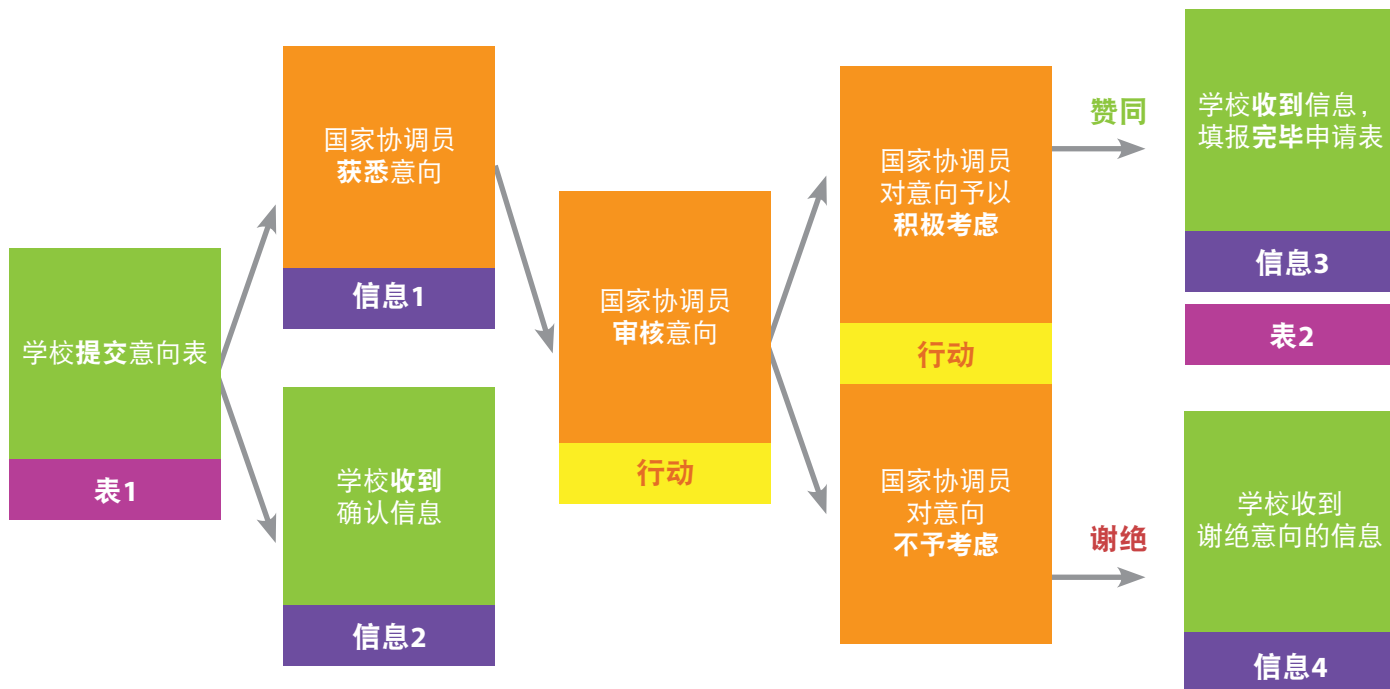 学校提交意向表
表1
国家协调员
获悉意向
信息1
学校收到
确认信息
信息2
国家协调员
审核意向
行动
国家协调员
对意向予以
积极考虑
行动
国家协调员
对意向
不予考虑
赞同
学校收到信息，
填报完毕申请表
信息3
表2
谢绝
学校收到
谢绝意向的信息
信息4